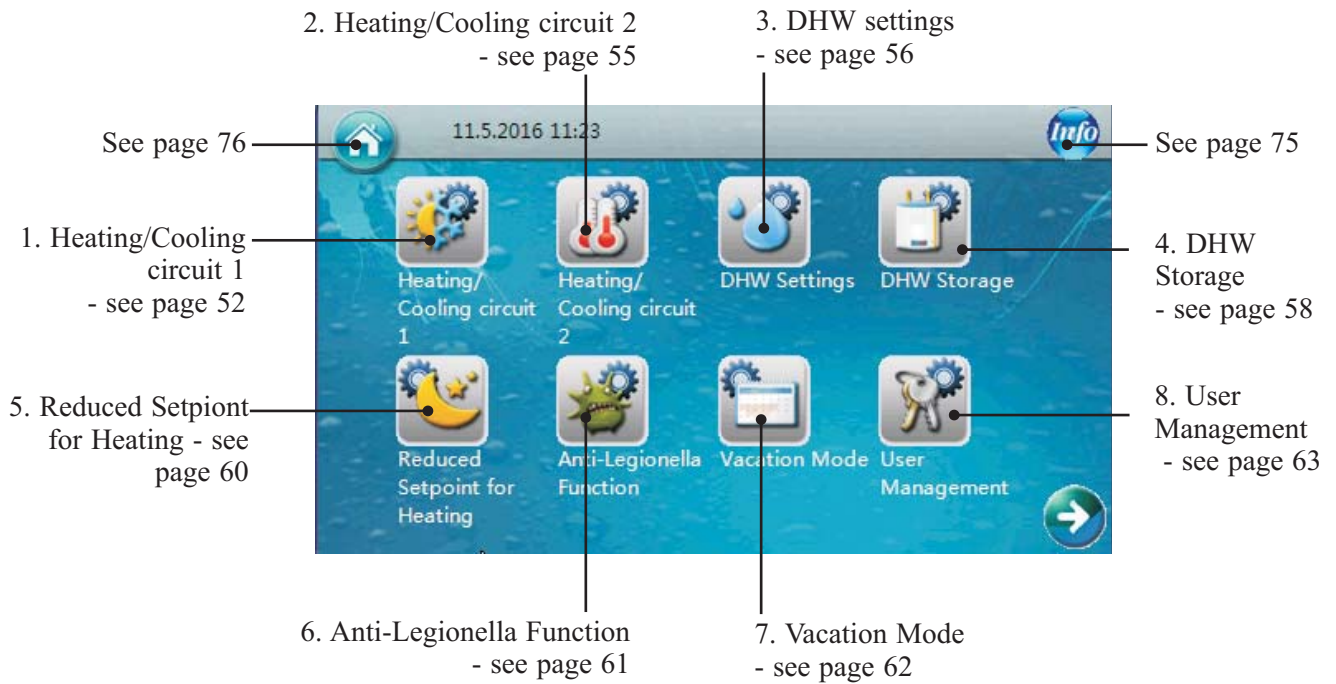 2. Heating/Cooling circuit 2
- see page 55
3. DHW settings
- see page 56
See page 76
11.5.2016 11:23
Info
See page 75
1. Heating/Cooling
circuit 1
- see page 52
Heating/
Cooling circuit
1
Heating/
Cooling circuit
2
DHW Settings
DHW Storage
4. DHW
Storage
- see page 58
5. Reduced Setpiont
for Heating - see
page 60
Reduced
Setpoint for
Heating
Anti-Legionella
Function
Vacation Mode
User
Management
8. User
Management
- see page 63
6. Anti-Legionella Function
- see page 61
7. Vacation Mode
- see page 62